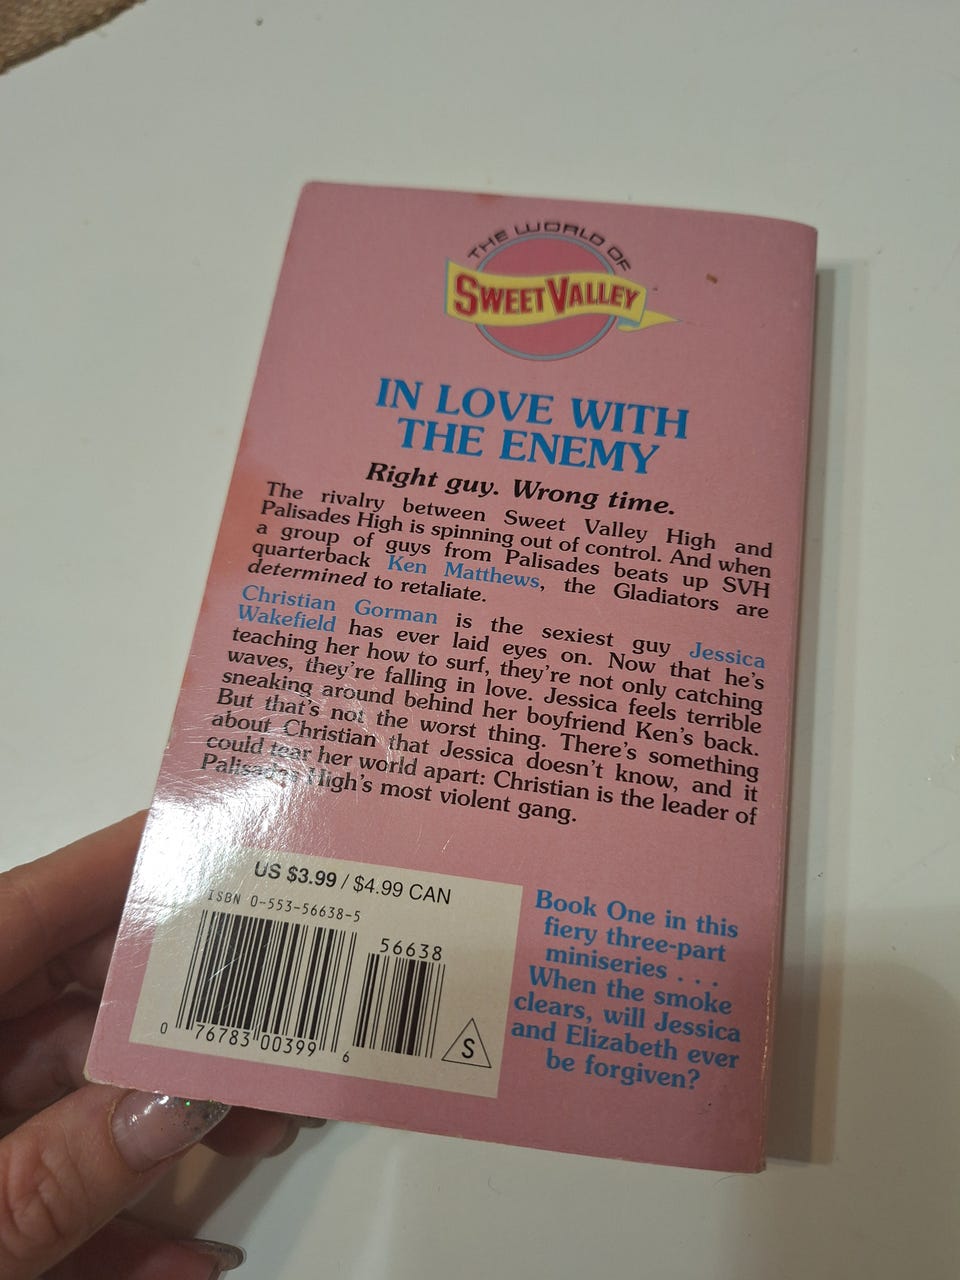 THE WORLD OF
SWEET VALLEY
IN LOVE WITH
THE ENEMY
Right guy. Wrong time.
The rivalry between Sweet Valley High and
Palisades High is spinning out of control. And when
a group of guys from Palisades beats up SVH
quarterback Ken Matthews, the Gladiators are
determined to retaliate.
Christian Gorman is the sexiest guy Jessica
Wakefield has ever laid eyes on. Now that he's
teaching her how to surf, they're not only catching
waves, they're falling in love. Jessica feels terrible
sneaking around behind her boyfriend Ken's back.
But that's not the worst thing. There's something
about Christian that Jessica doesn't know, and it
could tear her world apart: Christian is the leader of
Palisades High's most violent gang.
US $3.99 / $4.99 CAN
ISBN 0-553-56638-5
56638
0 76783 00399 6
S
Book One in this
fiery three-part
miniseries . . .
When the smoke
clears, will Jessica
and Elizabeth ever
be forgiven?